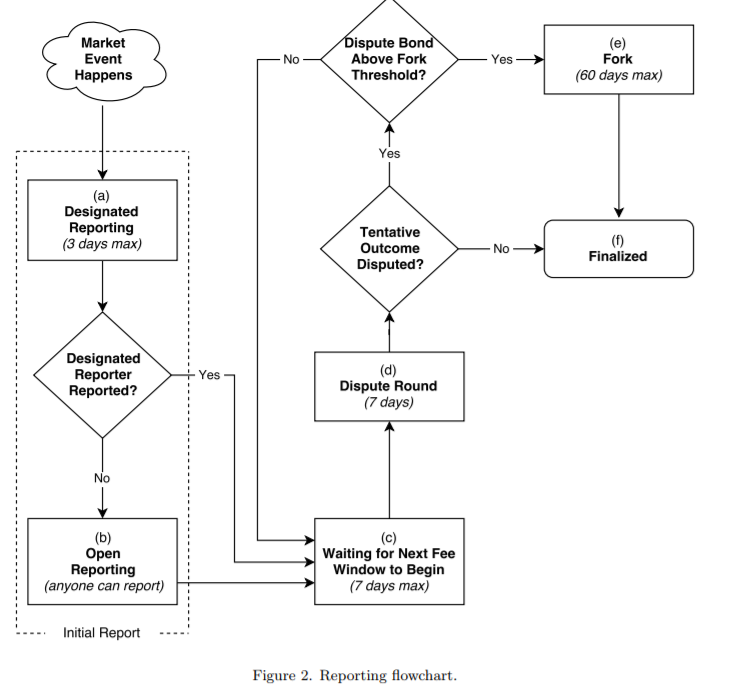 Market
Event
Happens
(a)
Designated
Reporting
(3 days max)
Designated
Reporter
Reported?
Yes
No
(b)
Open
Reporting
(anyone can report)
Initial Report
(c)
Waiting for Next Fee
Window to Begin
(7 days max)
(d)
Dispute Round
(7 days)
Tentative
Outcome
Disputed?
No
Yes
Dispute Bond
Above Fork
Threshold?
No
Yes
(e)
Fork
(60 days max)
(f)
Finalized
Figure 2. Reporting flowchart.